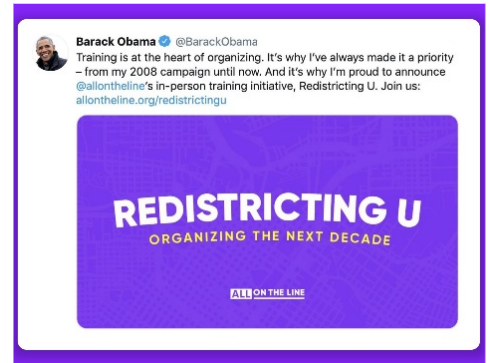 Barack Obama @BarackObama
Training is at the heart of organizing. It's why I've always made it a priority
– from my 2008 campaign until now. And it's why I'm proud to announce
@allontheline's in-person training initiative, Redistricting U. Join us:
allontheline.org/redistrictingu
REDISTRICTING U
ORGANIZING THE NEXT DECADE
ALL ON THE LINE